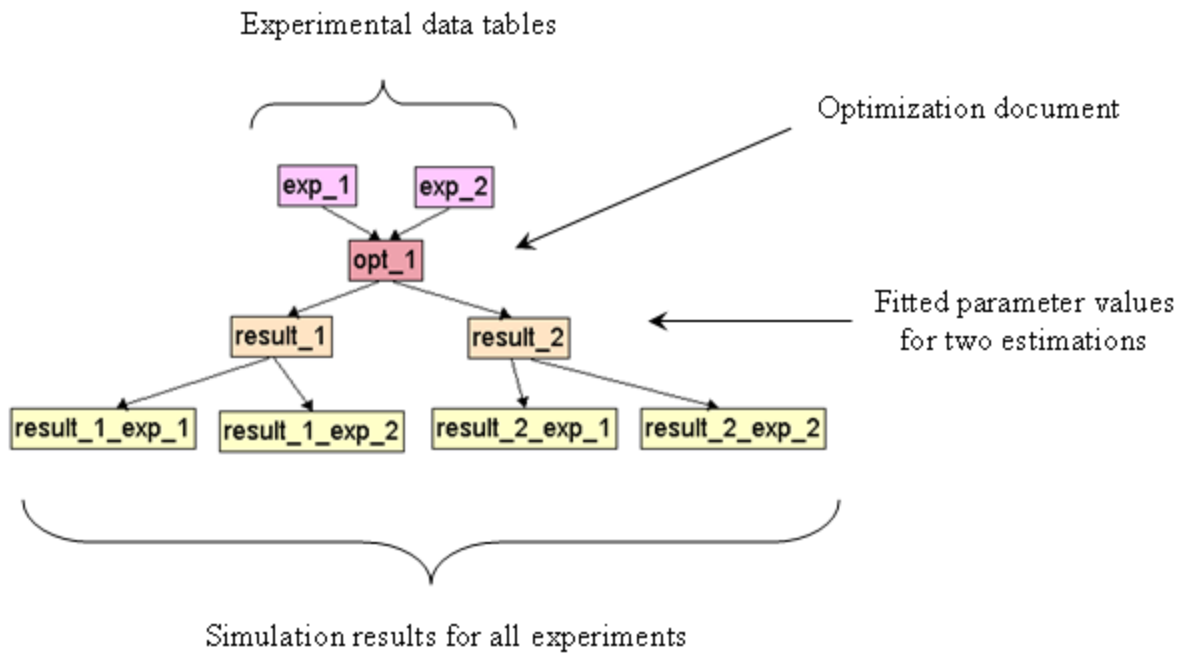 Experimental data tables
Optimization document
exp_1
exp_2
opt_1
Fitted parameter values
for two estimations
result_1
result_2
result_1_exp_1
result_1_exp_2
result_2_exp_1
result_2_exp_2
Simulation results for all experiments